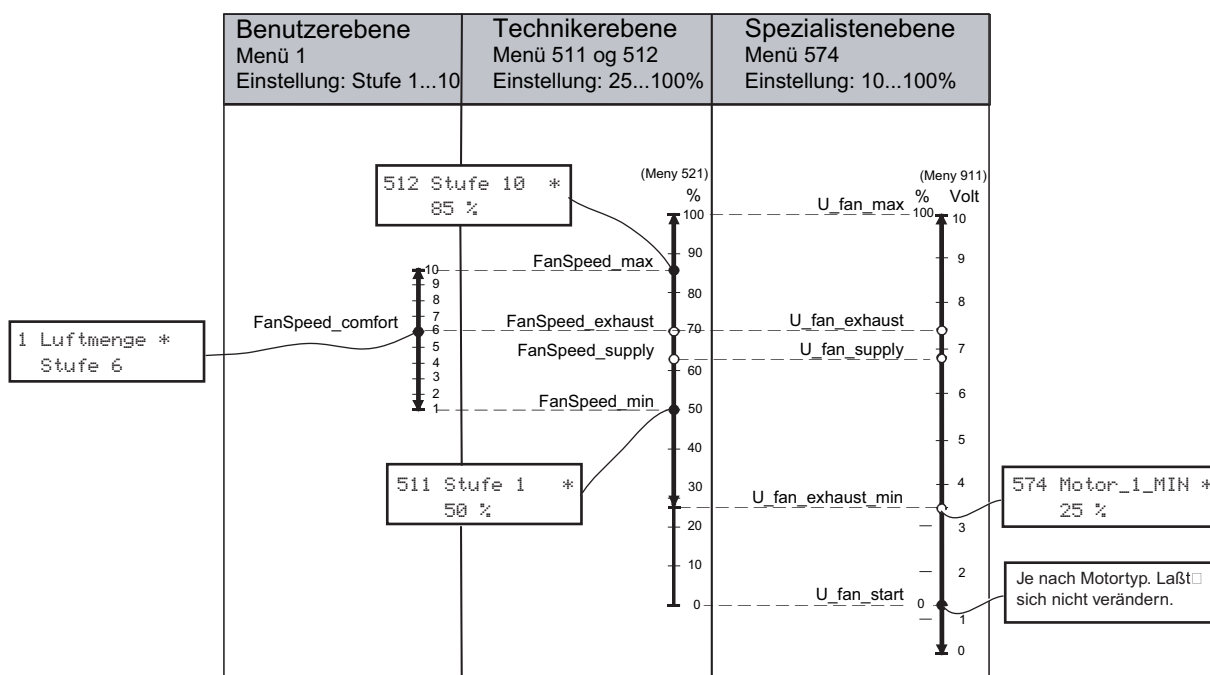 Benutzerebene
Menü 1
Einstellung: Stufe 1...10
Technikerebene
Menü 511 og 512
Einstellung: 25...100%
Spezialistenebene
Menü 574
Einstellung: 10...100%
512 Stufe 10 *
85 %
1 Luftmenge *
Stufe 6
511 Stufe 1 *
50 %
FanSpeed_comfort
10
9
8
7
6
5
4
3
2
1
FanSpeed_max
FanSpeed_exhaust
FanSpeed_supply
FanSpeed_min
(Meny 521)
%
100
90
80
70
60
50
40
30
20
10
0
U_fan_max
U_fan_exhaust
U_fan_supply
U_fan_exhaust_min
U_fan_start
(Meny 911)
% Volt
100
0
10
9
8
7
6
5
4
3
2
1
0
574 Motor_1_MIN *
25 %
Je nach Motortyp. Laßt
sich nicht verändern.